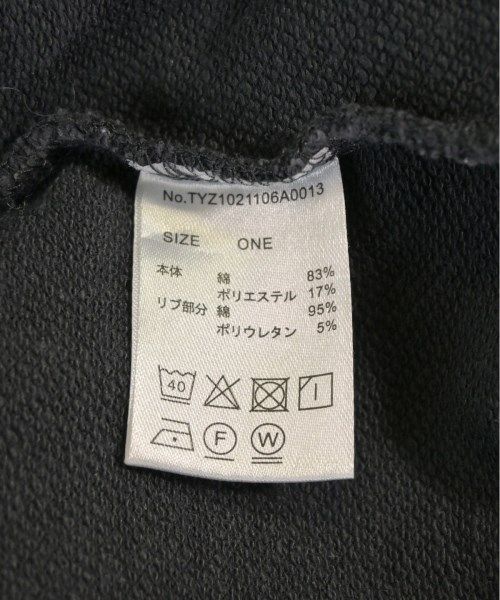 No.TYZ1021106A0013
SIZE ONE
本体 綿 83%
ポリエステル 17%
リブ部分 綿 95%
ポリウレタン 5%
40
F W